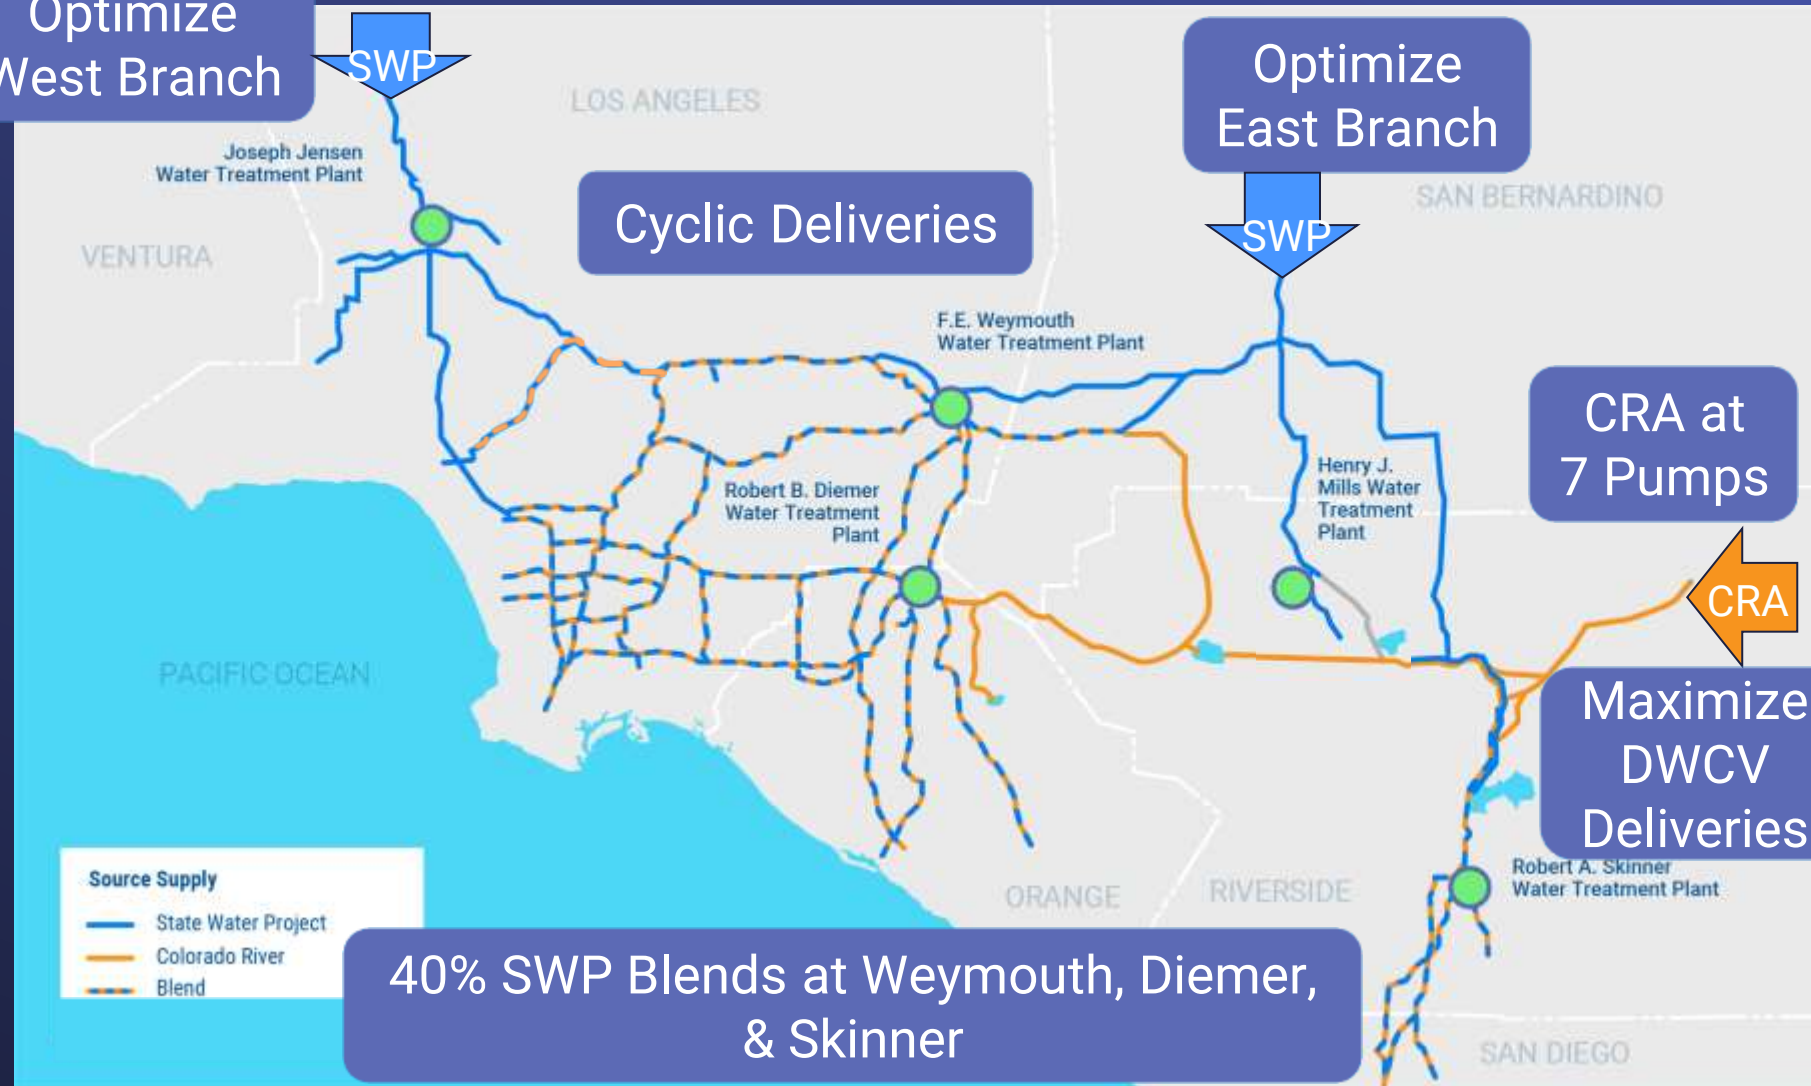 Optimize
West Branch
SWP
LOS ANGELES
Optimize
East Branch
Joseph Jensen
Water Treatment Plant
Cyclic Deliveries
SAN BERNARDINO
SWP
VENTURA
F.E. Weymouth
Water Treatment Plant
CRA at
7 Pumps
Henry J.
Mills Water
Treatment
Plant
Robert B. Diemer
Water Treatment
Plant
CRA
PACIFIC OCEAN
Maximize
DWCV
Deliveries
Robert A. Skinner
Water Treatment Plant
Source Supply
State Water Project
Colorado River
Blend
ORANGE
RIVERSIDE
40% SWP Blends at Weymouth, Diemer,
& Skinner
SAN DIEGO